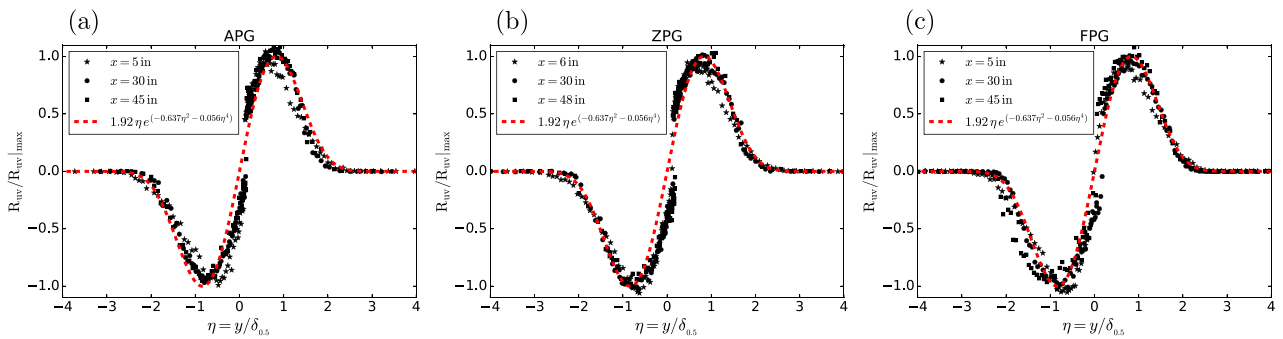 (a)
APG
1.0
0.5
0.0
−0.5
−1.0
R_uv/R_uv|_max
x = 5 in
x = 30 in
x = 45 in
1.92 η e^(−0.637η² − 0.056η⁴)
−4 −3 −2 −1 0 1 2 3 4
η = y/δ_0.5
(b)
ZPG
1.0
0.5
0.0
−0.5
−1.0
R_uv/R_uv|_max
x = 6 in
x = 30 in
x = 48 in
1.92 η e^(−0.637η² − 0.056η⁴)
−4 −3 −2 −1 0 1 2 3 4
η = y/δ_0.5
(c)
FPG
1.0
0.5
0.0
−0.5
−1.0
R_uv/R_uv|_max
x = 5 in
x = 30 in
x = 45 in
1.92 η e^(−0.637η² − 0.056η⁴)
−4 −3 −2 −1 0 1 2 3 4
η = y/δ_0.5